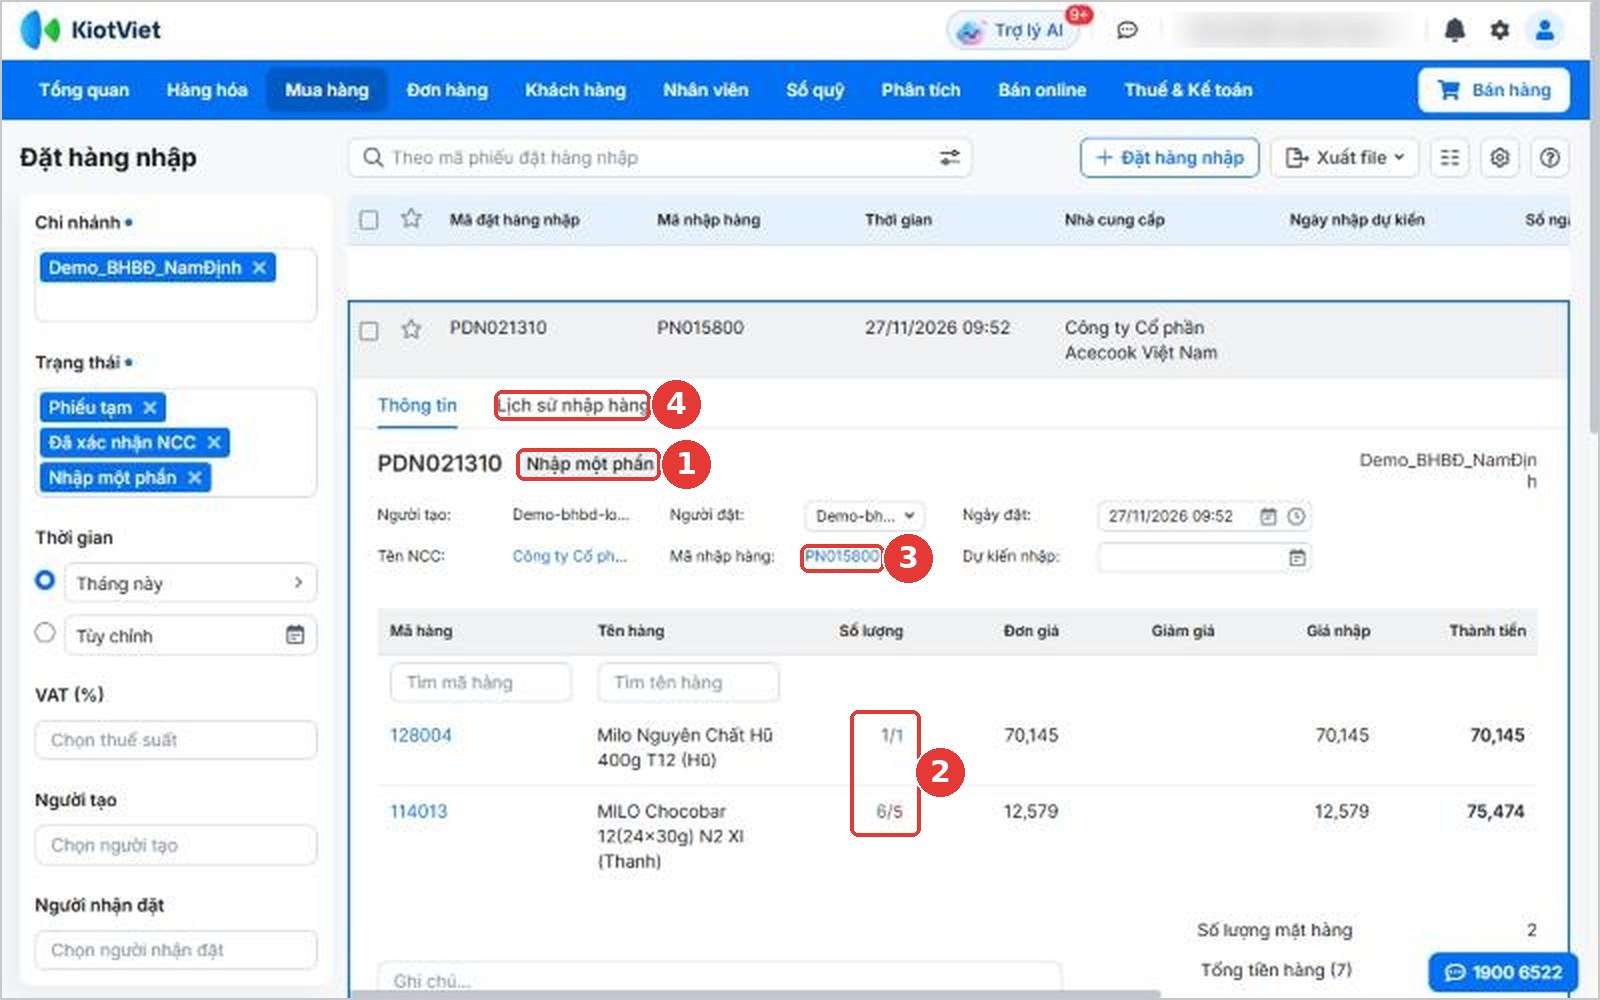 KiotViet
Trợ lý AI
9+
Tổng quan
Hàng hóa
Mua hàng
Đơn hàng
Khách hàng
Nhân viên
Sổ quỹ
Phân tích
Bán online
Thuế & Kế toán
Bán hàng
Đặt hàng nhập
Theo mã phiếu đặt hàng nhập
Đặt hàng nhập
Xuất file
Chi nhánh
Demo_BHBĐ_NamĐịnh
Trạng thái
Phiếu tạm
Đã xác nhận NCC
Nhập một phần
Thời gian
Tháng này
Tùy chỉnh
VAT (%)
Chọn thuế suất
Người tạo
Chọn người tạo
Người nhận đặt
Chọn người nhận đặt
Mã đặt hàng nhập
Mã nhập hàng
Thời gian
Nhà cung cấp
Ngày nhập dự kiến
Số ngà
PDN021310
PN015800
27/11/2026 09:52
Công ty Cổ phần
Acecook Việt Nam
Thông tin
Lịch sử nhập hàng
4
PDN021310
Nhập một phần
1
Demo_BHBĐ_NamĐịn
h
Người tạo:
Demo-bhbd-lo...
Người đặt:
Demo-bh...
Ngày đặt:
27/11/2026 09:52
Tên NCC:
Công ty Cổ ph...
Mã nhập hàng:
PN015800
3
Dự kiến nhập:
Mã hàng
Tên hàng
Số lượng
Đơn giá
Giảm giá
Giá nhập
Thành tiền
Tìm mã hàng
Tìm tên hàng
128004
Milo Nguyên Chất Hũ
400g T12 (Hũ)
1/1
70,145
70,145
70,145
2
114013
MILO Chocobar
12(24x30g) N2 XI
(Thanh)
6/5
12,579
12,579
75,474
Số lượng mặt hàng
2
Tổng tiền hàng (7)
Ghi chú...
1900 6522